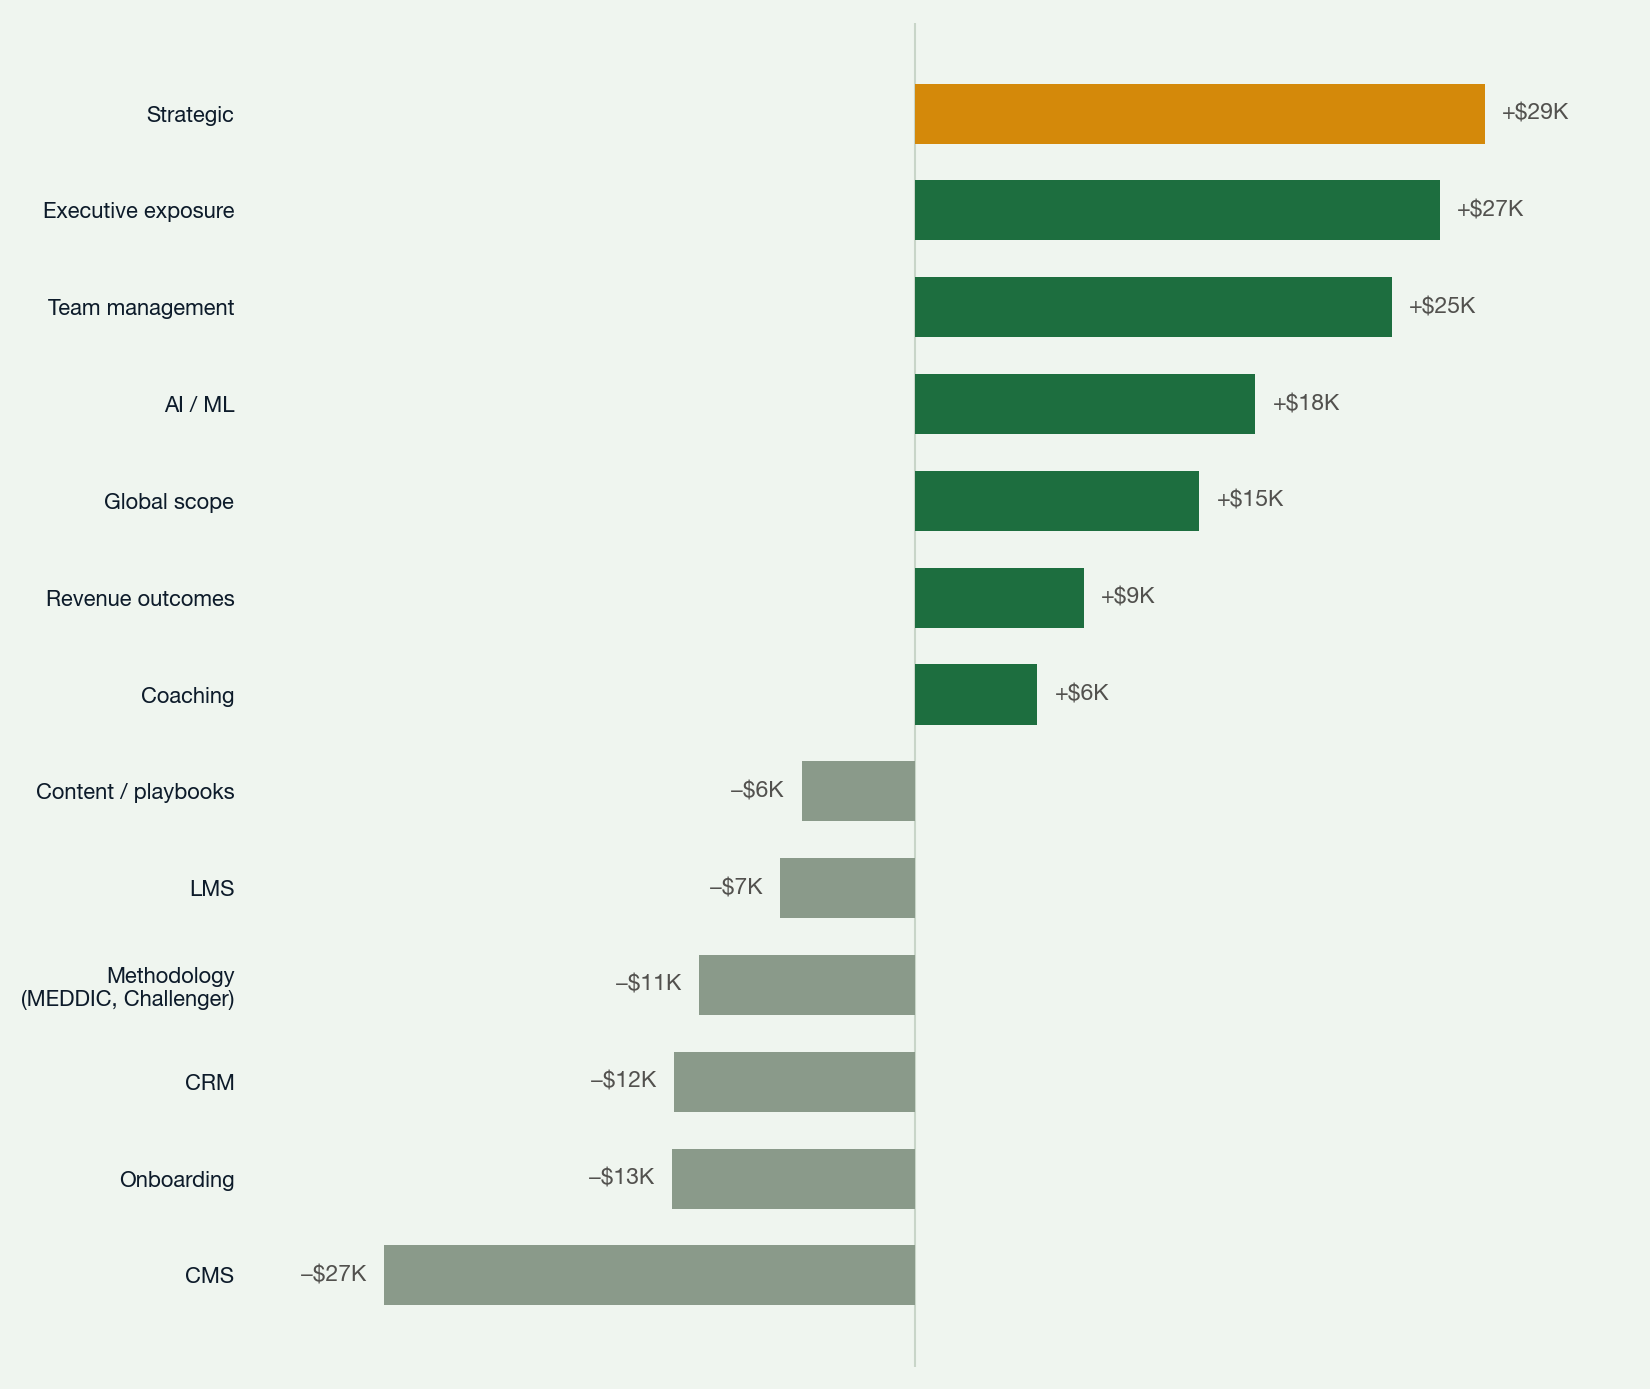 Strategic +$29K
Executive exposure +$27K
Team management +$25K
AI / ML +$18K
Global scope +$15K
Revenue outcomes +$9K
Coaching +$6K
Content / playbooks –$6K
LMS –$7K
Methodology
(MEDDIC, Challenger) –$11K
CRM –$12K
Onboarding –$13K
CMS –$27K